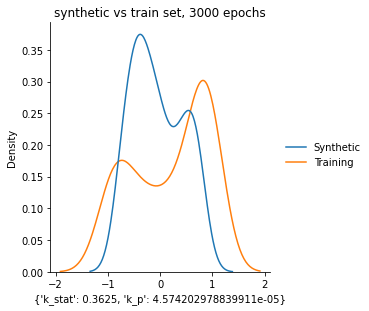 synthetic vs train set, 3000 epochs
Density
0.35
0.30
0.25
0.20
0.15
0.10
0.05
0.00
−2
−1
0
1
2
{'k_stat': 0.3625, 'k_p': 4.574202978839911e-05}
Synthetic
Training